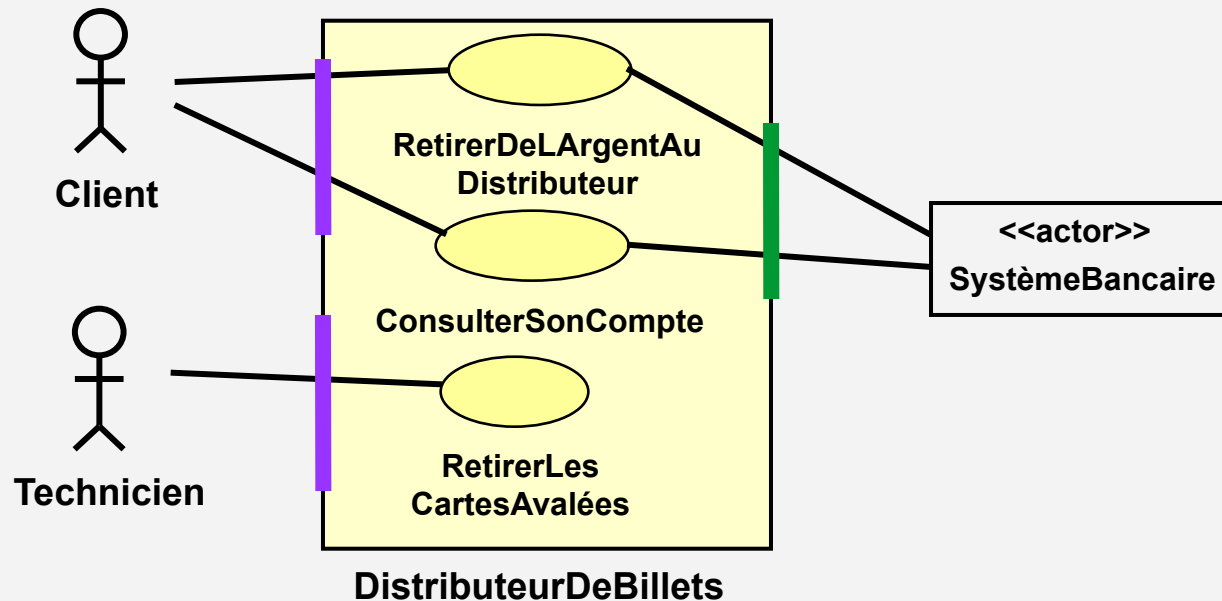 Client
RetirerDeLArgentAu
Distributeur
<<actor>>
SystèmeBancaire
ConsulterSonCompte
Technicien
RetirerLes
CartesAvalées
DistributeurDeBillets